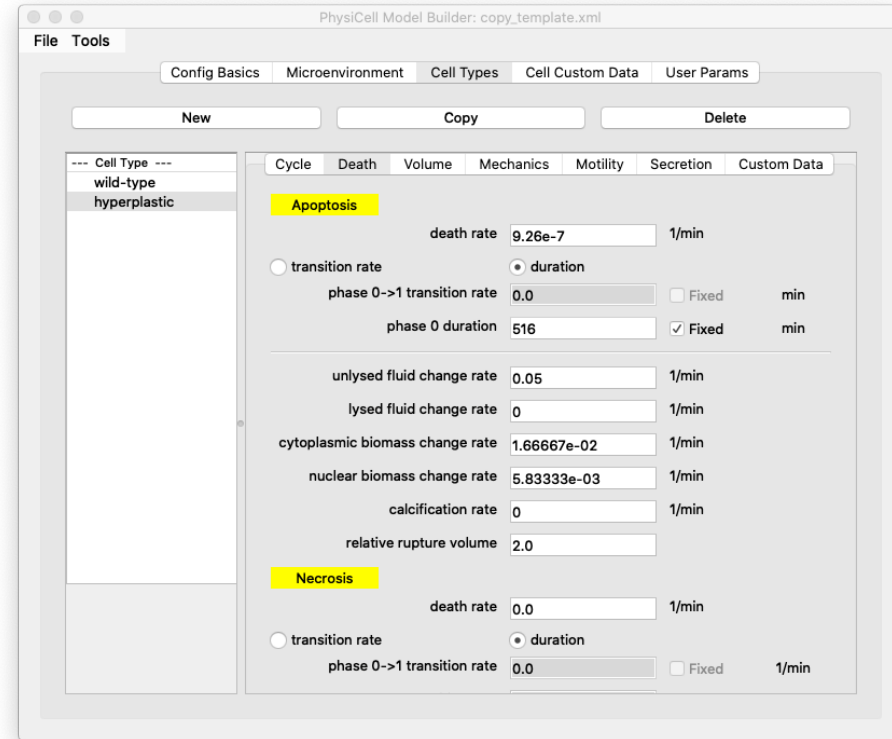 PhysiCell Model Builder: copy_template.xml
File Tools
Config Basics Microenvironment Cell Types Cell Custom Data User Params
New Copy Delete
--- Cell Type ---
wild-type
hyperplastic
Cycle Death Volume Mechanics Motility Secretion Custom Data
Apoptosis
death rate 9.26e-7 1/min
transition rate duration
phase 0->1 transition rate 0.0 Fixed min
phase 0 duration 516 Fixed min
unlysed fluid change rate 0.05 1/min
lysed fluid change rate 0 1/min
cytoplasmic biomass change rate 1.66667e-02 1/min
nuclear biomass change rate 5.83333e-03 1/min
calcification rate 0 1/min
relative rupture volume 2.0
Necrosis
death rate 0.0 1/min
transition rate duration
phase 0->1 transition rate 0.0 Fixed 1/min